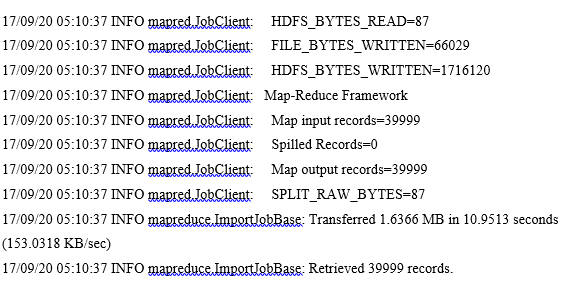 17/09/20 05:10:37 INFO mapred.JobClient:     HDFS_BYTES_READ=87
17/09/20 05:10:37 INFO mapred.JobClient:     FILE_BYTES_WRITTEN=66029
17/09/20 05:10:37 INFO mapred.JobClient:     HDFS_BYTES_WRITTEN=1716120
17/09/20 05:10:37 INFO mapred.JobClient:   Map-Reduce Framework
17/09/20 05:10:37 INFO mapred.JobClient:     Map input records=39999
17/09/20 05:10:37 INFO mapred.JobClient:     Spilled Records=0
17/09/20 05:10:37 INFO mapred.JobClient:     Map output records=39999
17/09/20 05:10:37 INFO mapred.JobClient:     SPLIT_RAW_BYTES=87
17/09/20 05:10:37 INFO mapreduce.ImportJobBase: Transferred 1.6366 MB in 10.9513 seconds
(153.0318 KB/sec)
17/09/20 05:10:37 INFO mapreduce.ImportJobBase: Retrieved 39999 records.